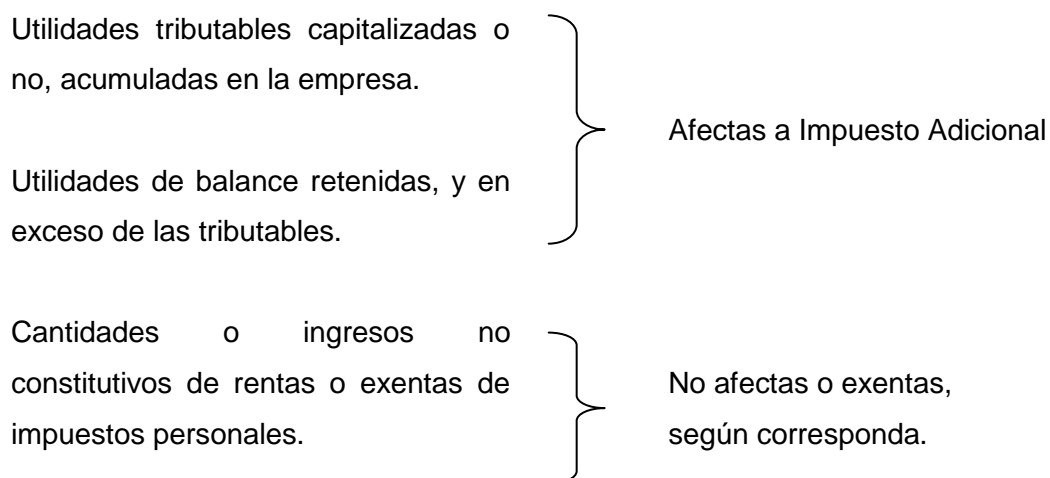 Utilidades tributables capitalizadas o
no, acumuladas en la empresa.
Afectas a Impuesto Adicional
Utilidades de balance retenidas, y en
exceso de las tributables.
Cantidades o ingresos no
constitutivos de rentas o exentas de
impuestos personales.
No afectas o exentas,
según corresponda.